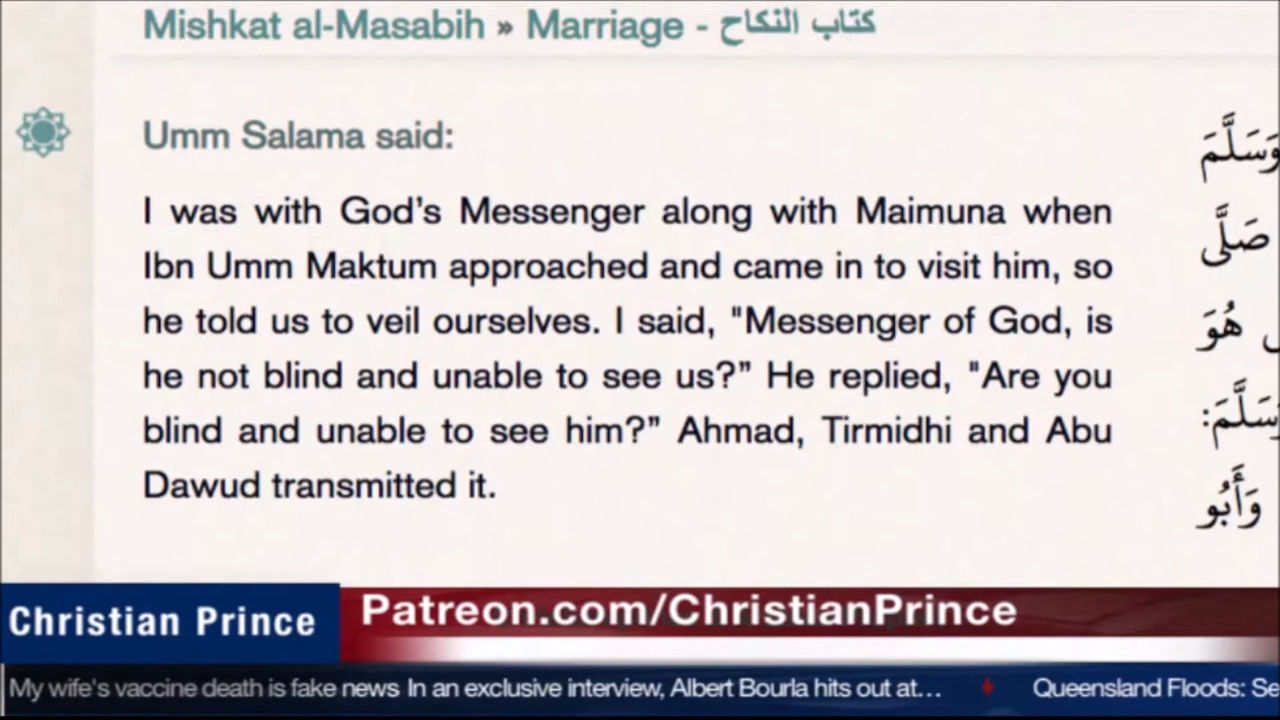 Mishkat al-Masabih » Marriage - كتاب النكاح
Umm Salama said:
I was with God's Messenger along with Maimuna when
Ibn Umm Maktum approached and came in to visit him, so
he told us to veil ourselves. I said, "Messenger of God, is
he not blind and unable to see us?” He replied, "Are you
blind and unable to see him?” Ahmad, Tirmidhi and Abu
Dawud transmitted it.
وَسَلَّمَ
صَلَّى
هُوَ
وَسَلَّمَ:
وَأَبُو
Christian Prince
Patreon.com/ChristianPrince
My wife's vaccine death is fake news In an exclusive interview, Albert Bourla hits out at... Queensland Floods: Se